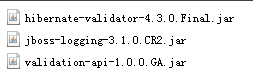 hibernate-validator-4.3.0.Final.jar
jboss-logging-3.1.0.CR2.jar
validation-api-1.0.0.GA.jar